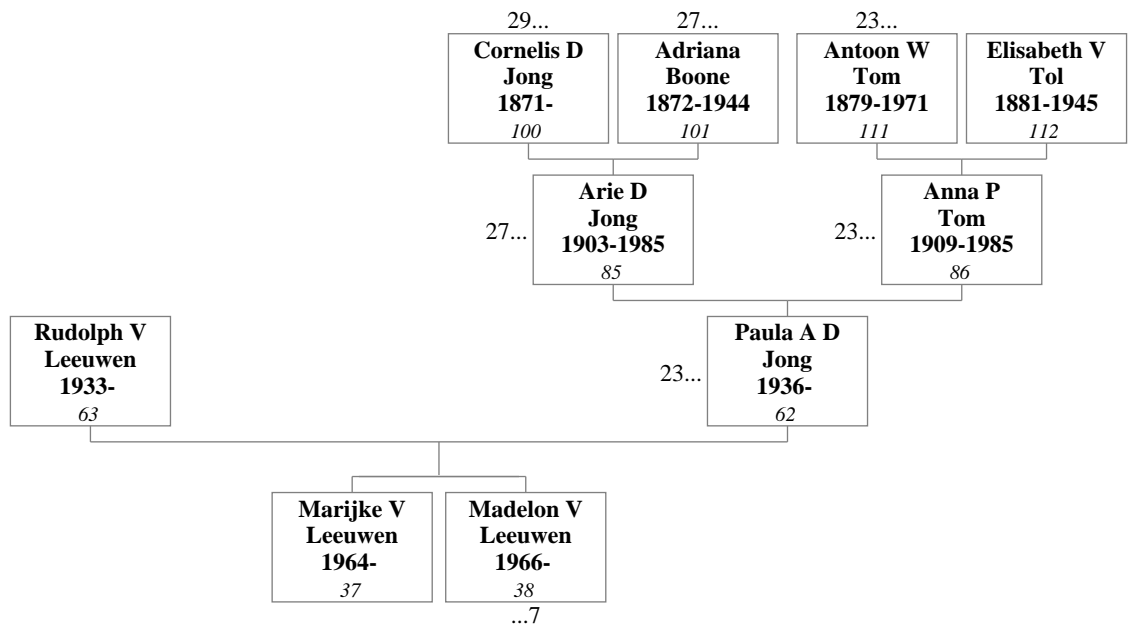 29...
27...
23...
Cornelis D
Jong
1871-
100
Adriana
Boone
1872-1944
101
Antoon W
Tom
1879-1971
111
Elisabeth V
Tol
1881-1945
112
27...
Arie D
Jong
1903-1985
85
23...
Anna P
Tom
1909-1985
86
Rudolph V
Leeuwen
1933-
63
23...
Paula A D
Jong
1936-
62
Marijke V
Leeuwen
1964-
37
Madelon V
Leeuwen
1966-
38
...7